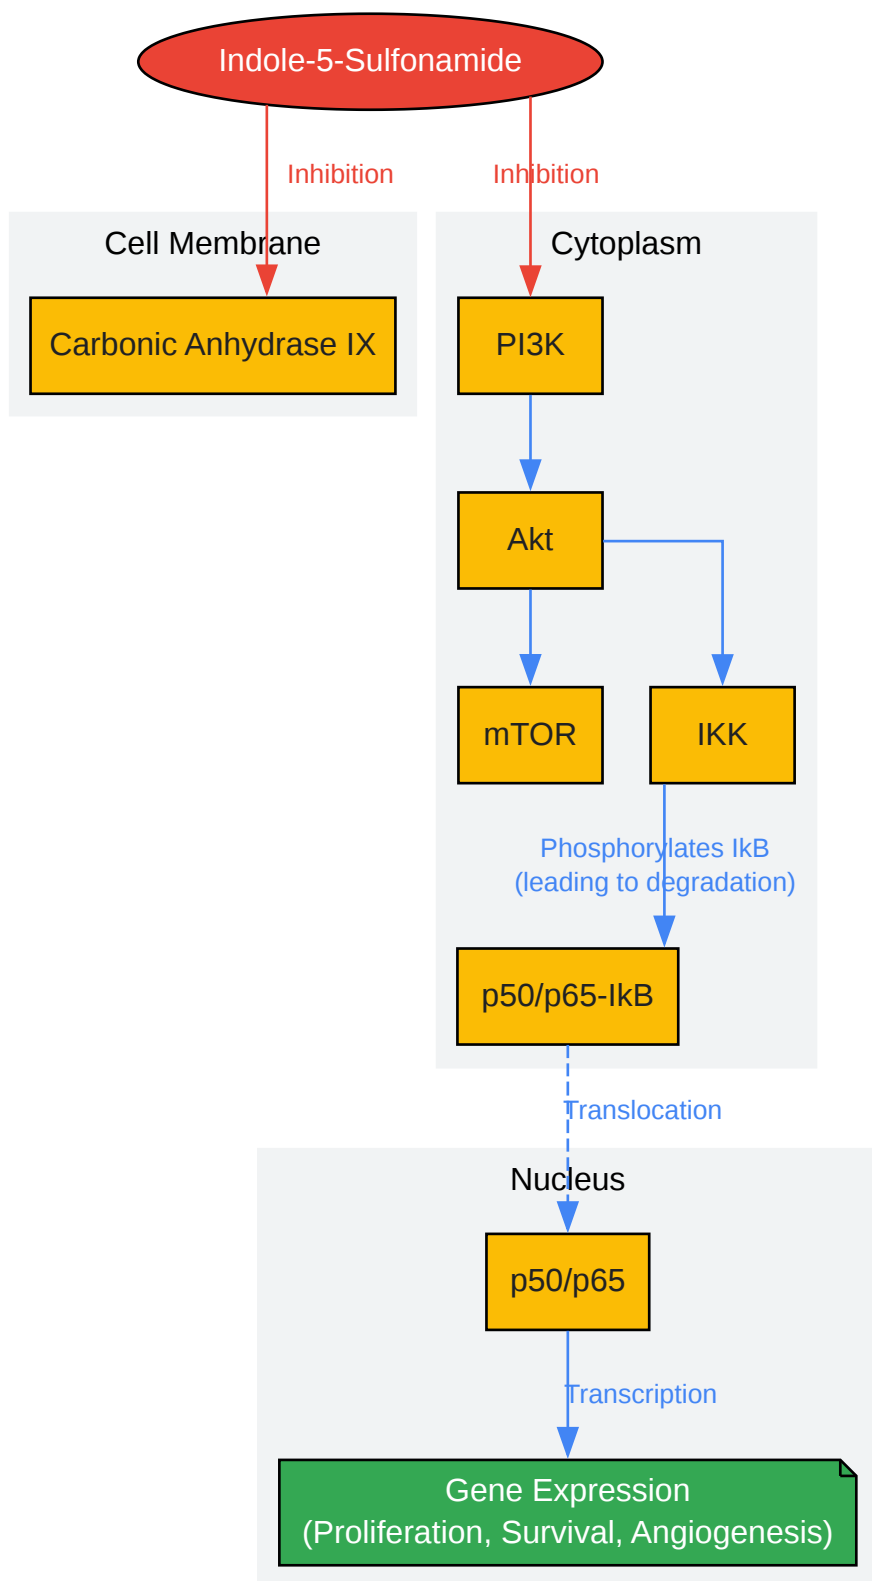 Indole-5-Sulfonamide
Inhibition
Inhibition
Cell Membrane
Cytoplasm
Carbonic Anhydrase IX
PI3K
Akt
mTOR
IKK
Phosphorylates IkB
(leading to degradation)
p50/p65-IkB
Translocation
Nucleus
p50/p65
Transcription
Gene Expression
(Proliferation, Survival, Angiogenesis)